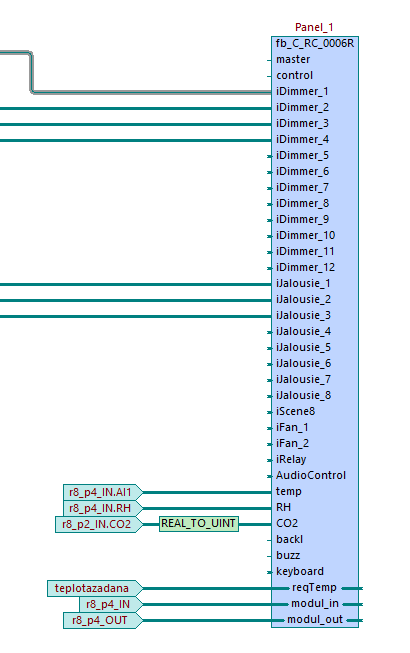 Panel_1
fb_C_RC_0006R
master
control
iDimmer_1
iDimmer_2
iDimmer_3
iDimmer_4
iDimmer_5
iDimmer_6
iDimmer_7
iDimmer_8
iDimmer_9
iDimmer_10
iDimmer_11
iDimmer_12
iJalousie_1
iJalousie_2
iJalousie_3
iJalousie_4
iJalousie_5
iJalousie_6
iJalousie_7
iJalousie_8
iScene8
iFan_1
iFan_2
iRelay
AudioControl
r8_p4_IN.AI1 temp
r8_p4_IN.RH RH
r8_p2_IN.CO2 REAL_TO_UINT CO2
backl
buzz
keyboard
teplotazadana reqTemp
r8_p4_IN modul_in
r8_p4_OUT modul_out